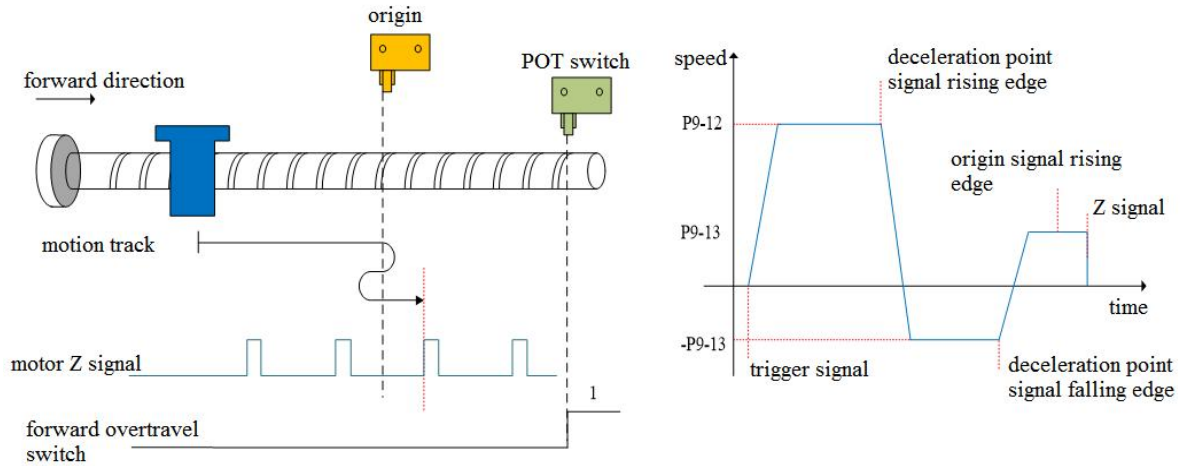 origin
POT switch
forward direction
motion track
motor Z signal
1
forward overtravel
switch
speed
deceleration point
signal rising edge
P9-12
origin signal rising
edge
Z signal
P9-13
time
-P9-13
trigger signal
deceleration point
signal falling edge